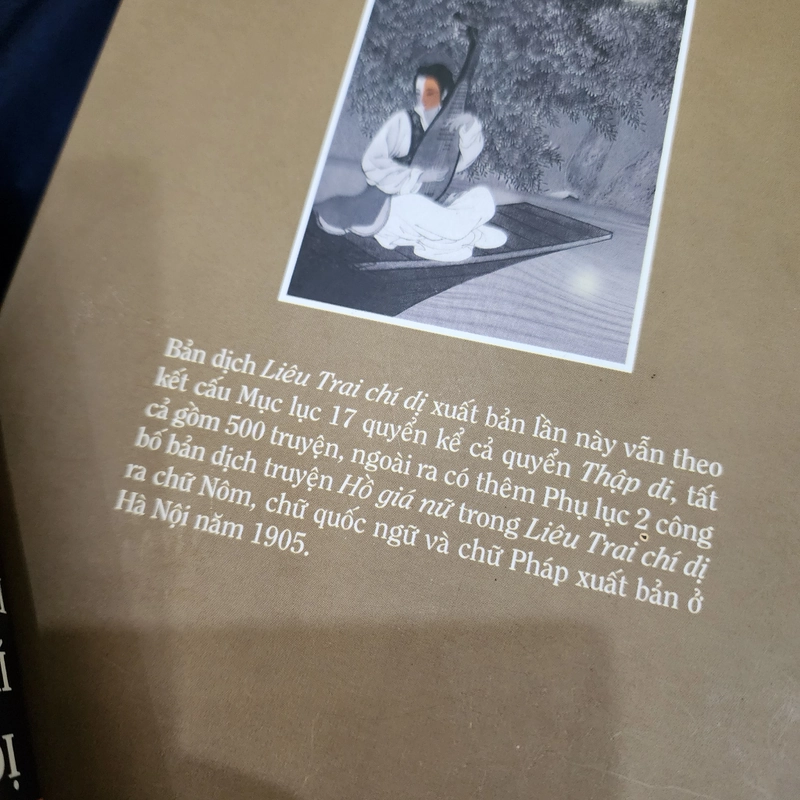 Bản dịch Liêu Trai chí dị xuất bản lần này vẫn theo
kết cấu Mục lục 17 quyển kể cả quyển Thập di, tất
cả gồm 500 truyện, ngoài ra có thêm Phụ lục 2 công
bố bản dịch truyện Hồ giá nữ trong Liêu Trai chí dị
ra chữ Nôm, chữ quốc ngữ và chữ Pháp xuất bản ở
Hà Nội năm 1905.